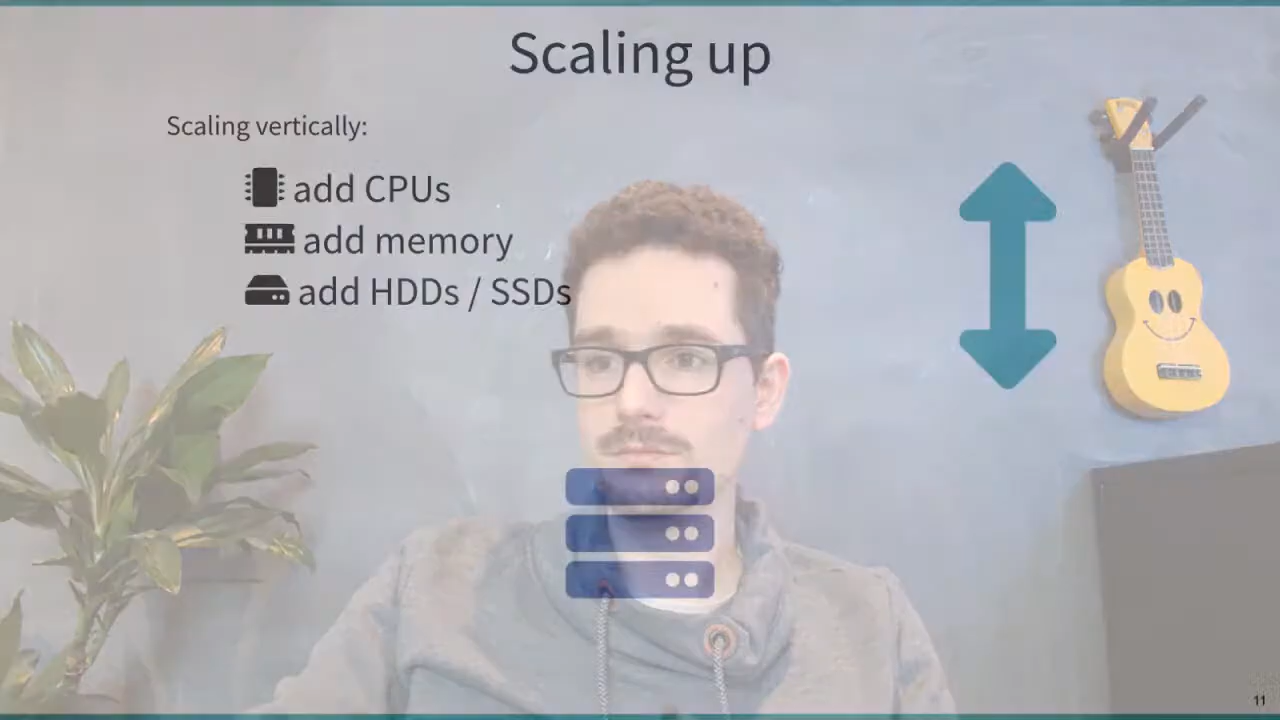 Scaling up
Scaling vertically:
add CPUs
add memory
add HDDs / SSDs
11